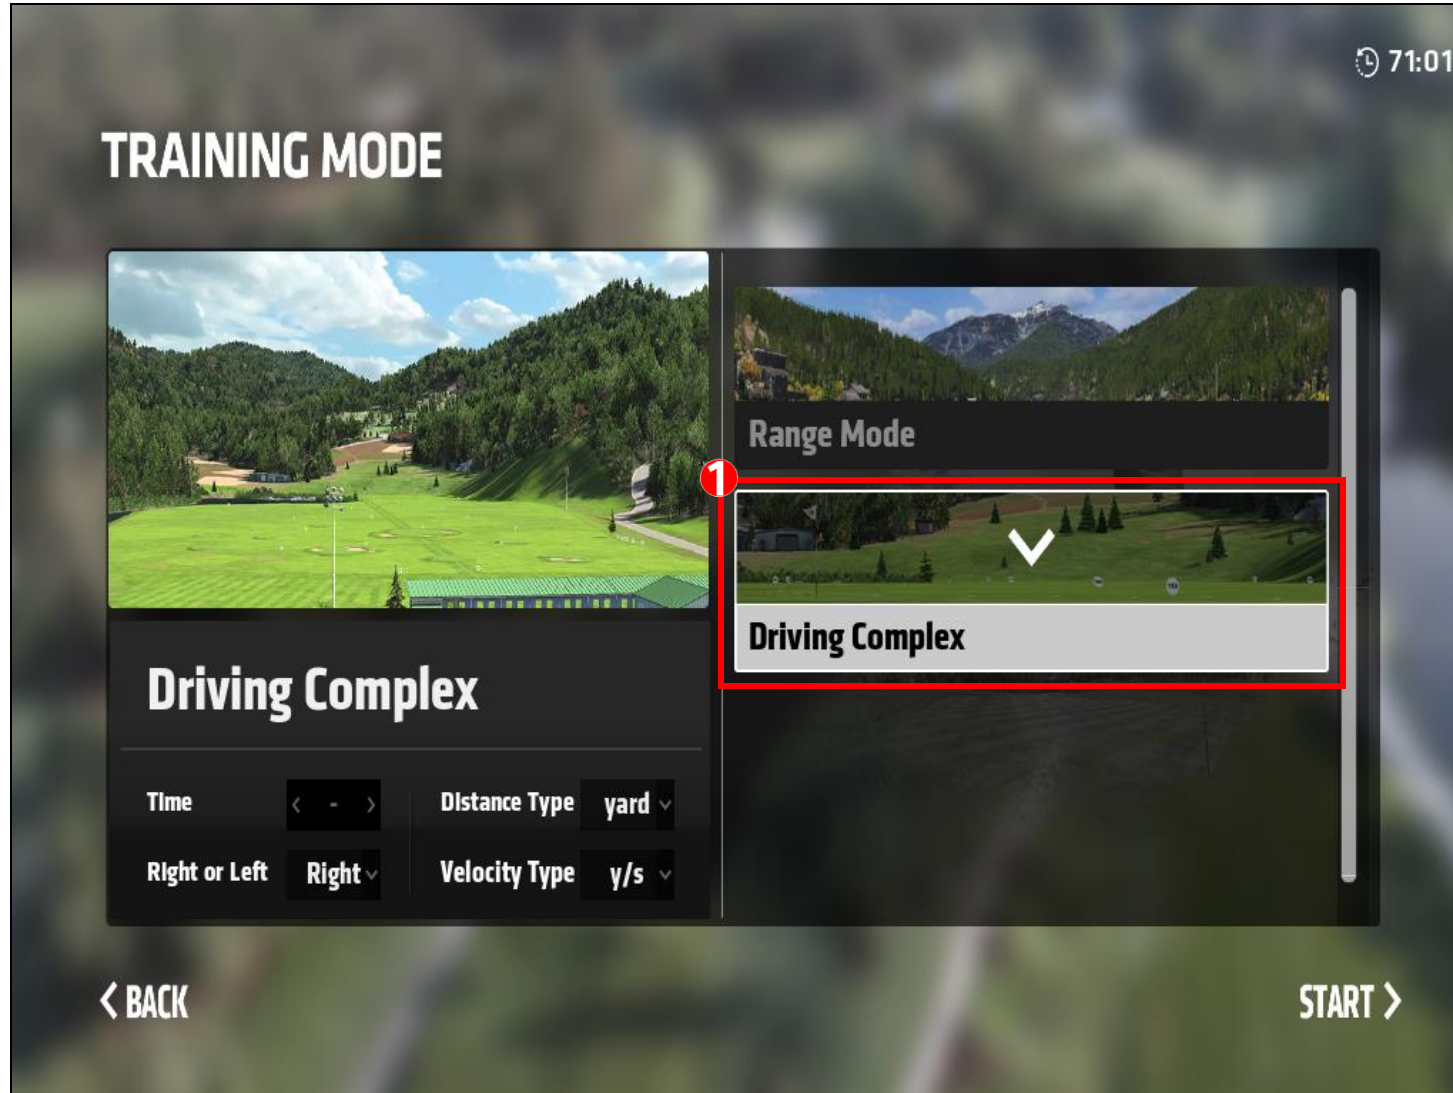 71:01
TRAINING MODE
Range Mode
1
Driving Complex
Driving Complex
Time - Distance Type yard
Right or Left Right Velocity Type y/s
BACK
START